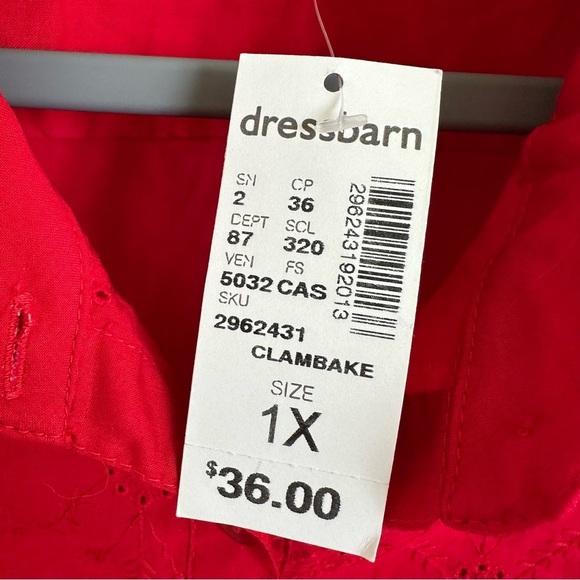 dressbarn
SN CP
2 36
DEPT SCL
87 320
VEN FS
5032 CAS
SKU
2962431
CLAMBAKE
SIZE
1X
$36.00
296243192013